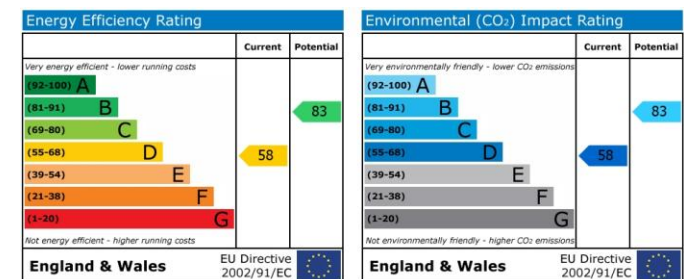 Energy Efficiency Rating
Current Potential
Very energy efficient - lower running costs
(92-100) A
(81-91) B
83
(69-80) C
(55-68) D
58
(39-54) E
(21-38) F
(1-20) G
Not energy efficient - higher running costs
England & Wales
EU Directive
2002/91/EC
Environmental (CO₂) Impact Rating
Current Potential
Very environmentally friendly - lower CO₂ emissions
(92-100) A
(81-91) B
83
(69-80) C
(55-68) D
58
(39-54) E
(21-38) F
(1-20) G
Not environmentally friendly - higher CO₂ emissions
England & Wales
EU Directive
2002/91/EC